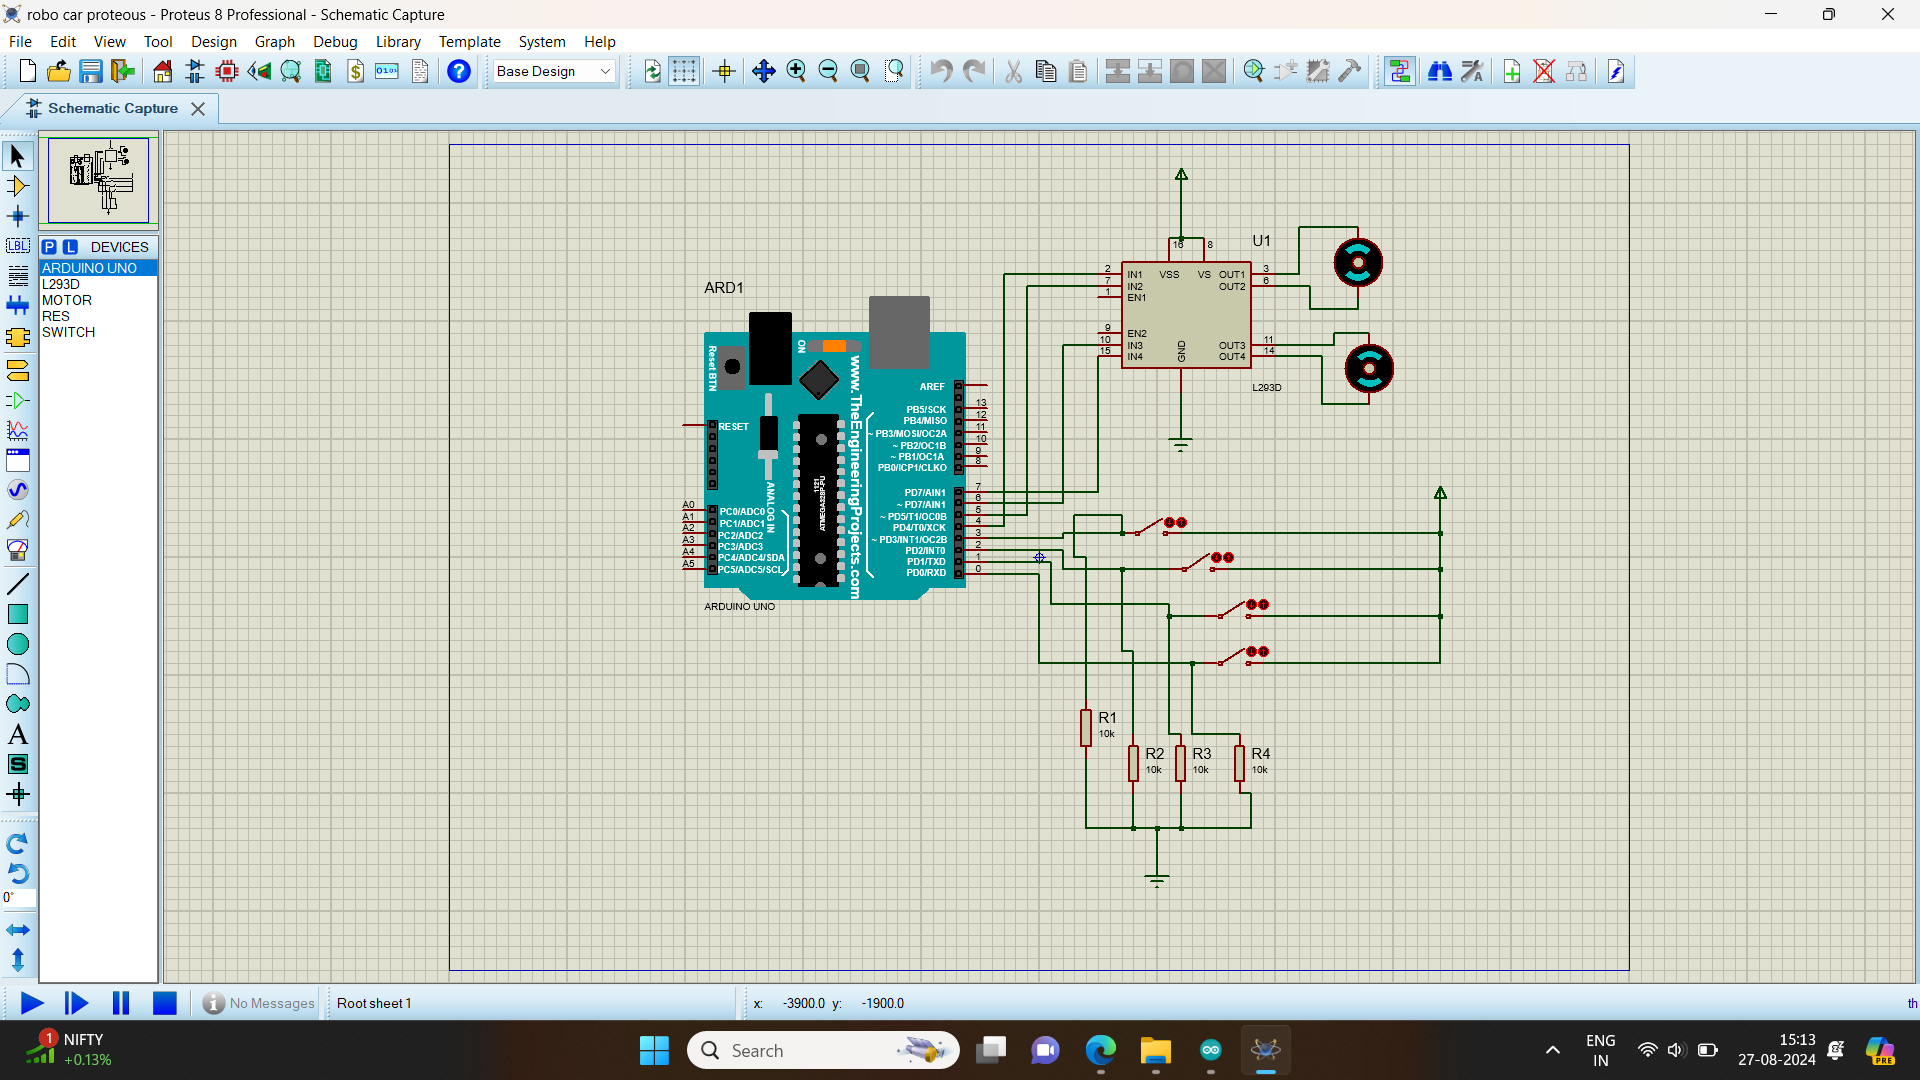 robo car proteous - Proteus 8 Professional - Schematic Capture
File Edit View Tool Design Graph Debug Library Template System Help
Base Design
Schematic Capture
P L DEVICES
ARDUINO UNO
L293D
MOTOR
RES
SWITCH
LBL
A
S
0°
ARD1
Reset BTN
ON
www.TheEngineeringProjects.com
RESET
ANALOG IN
ATMEGA328P-PU
1121
AREF
PB5/SCK 13
PB4/MISO 12
~ PB3/MOSI/OC2A 11
~ PB2/OC1B 10
~ PB1/OC1A 9
PB0/ICP1/CLKO 8
PD7/AIN1 7
~ PD7/AIN1 6
~ PD5/T1/OC0B 5
PD4/T0/XCK 4
~ PD3/INT1/OC2B 3
PD2/INT0 2
PD1/TXD 1
PD0/RXD 0
A0 PC0/ADC0
A1 PC1/ADC1
A2 PC2/ADC2
A3 PC3/ADC3
A4 PC4/ADC4/SDA
A5 PC5/ADC5/SCL
ARDUINO UNO
U1
16 8
2 IN1 VSS VS OUT1 3
7 IN2 OUT2 6
1 EN1
9 EN2
10 IN3 OUT3 11
15 IN4 GND OUT4 14
L293D
R1
10k
R2
10k
R3
10k
R4
10k
No Messages
Root sheet 1
x: -3900.0 y: -1900.0
th
1
NIFTY
+0.13%
Search
ENG
IN
15:13
27-08-2024
PRE